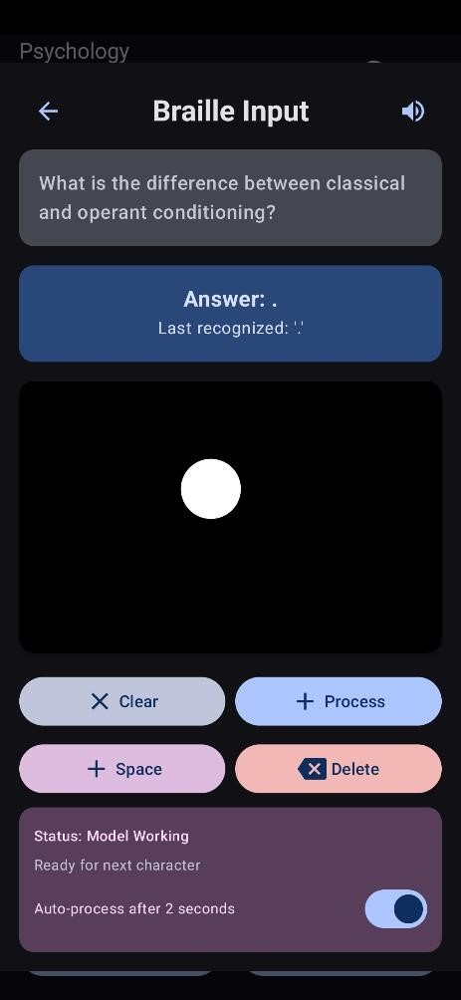 Psychology
Braille Input
What is the difference between classical
and operant conditioning?
Answer: .
Last recognized: '.'
Clear
Process
Space
Delete
Status: Model Working
Ready for next character
Auto-process after 2 seconds